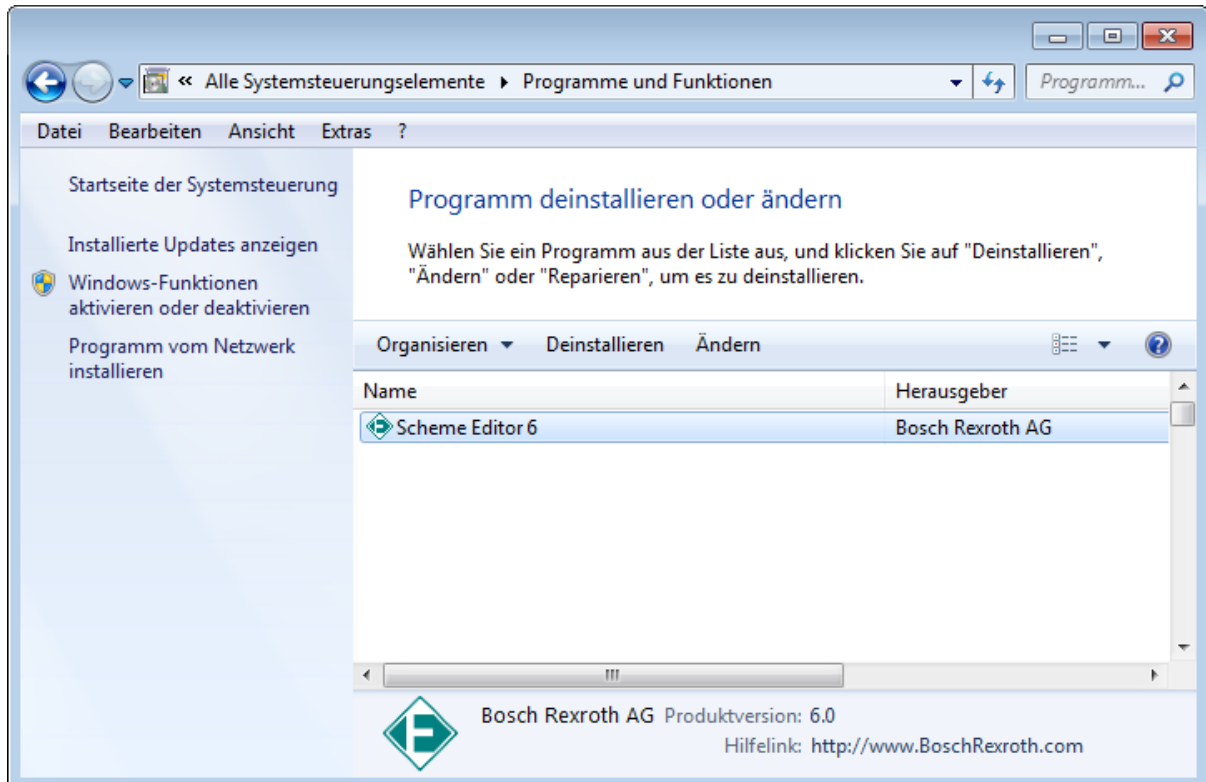 « Alle Systemsteuerungselemente Programme und Funktionen Programm...
Datei Bearbeiten Ansicht Extras ?
Startseite der Systemsteuerung
Installierte Updates anzeigen
Windows-Funktionen
aktivieren oder deaktivieren
Programm vom Netzwerk
installieren
Programm deinstallieren oder ändern
Wählen Sie ein Programm aus der Liste aus, und klicken Sie auf "Deinstallieren",
"Ändern" oder "Reparieren", um es zu deinstallieren.
Organisieren Deinstallieren Ändern
Name Herausgeber
Scheme Editor 6 Bosch Rexroth AG
Bosch Rexroth AG Produktversion: 6.0
Hilfelink: http://www.BoschRexroth.com